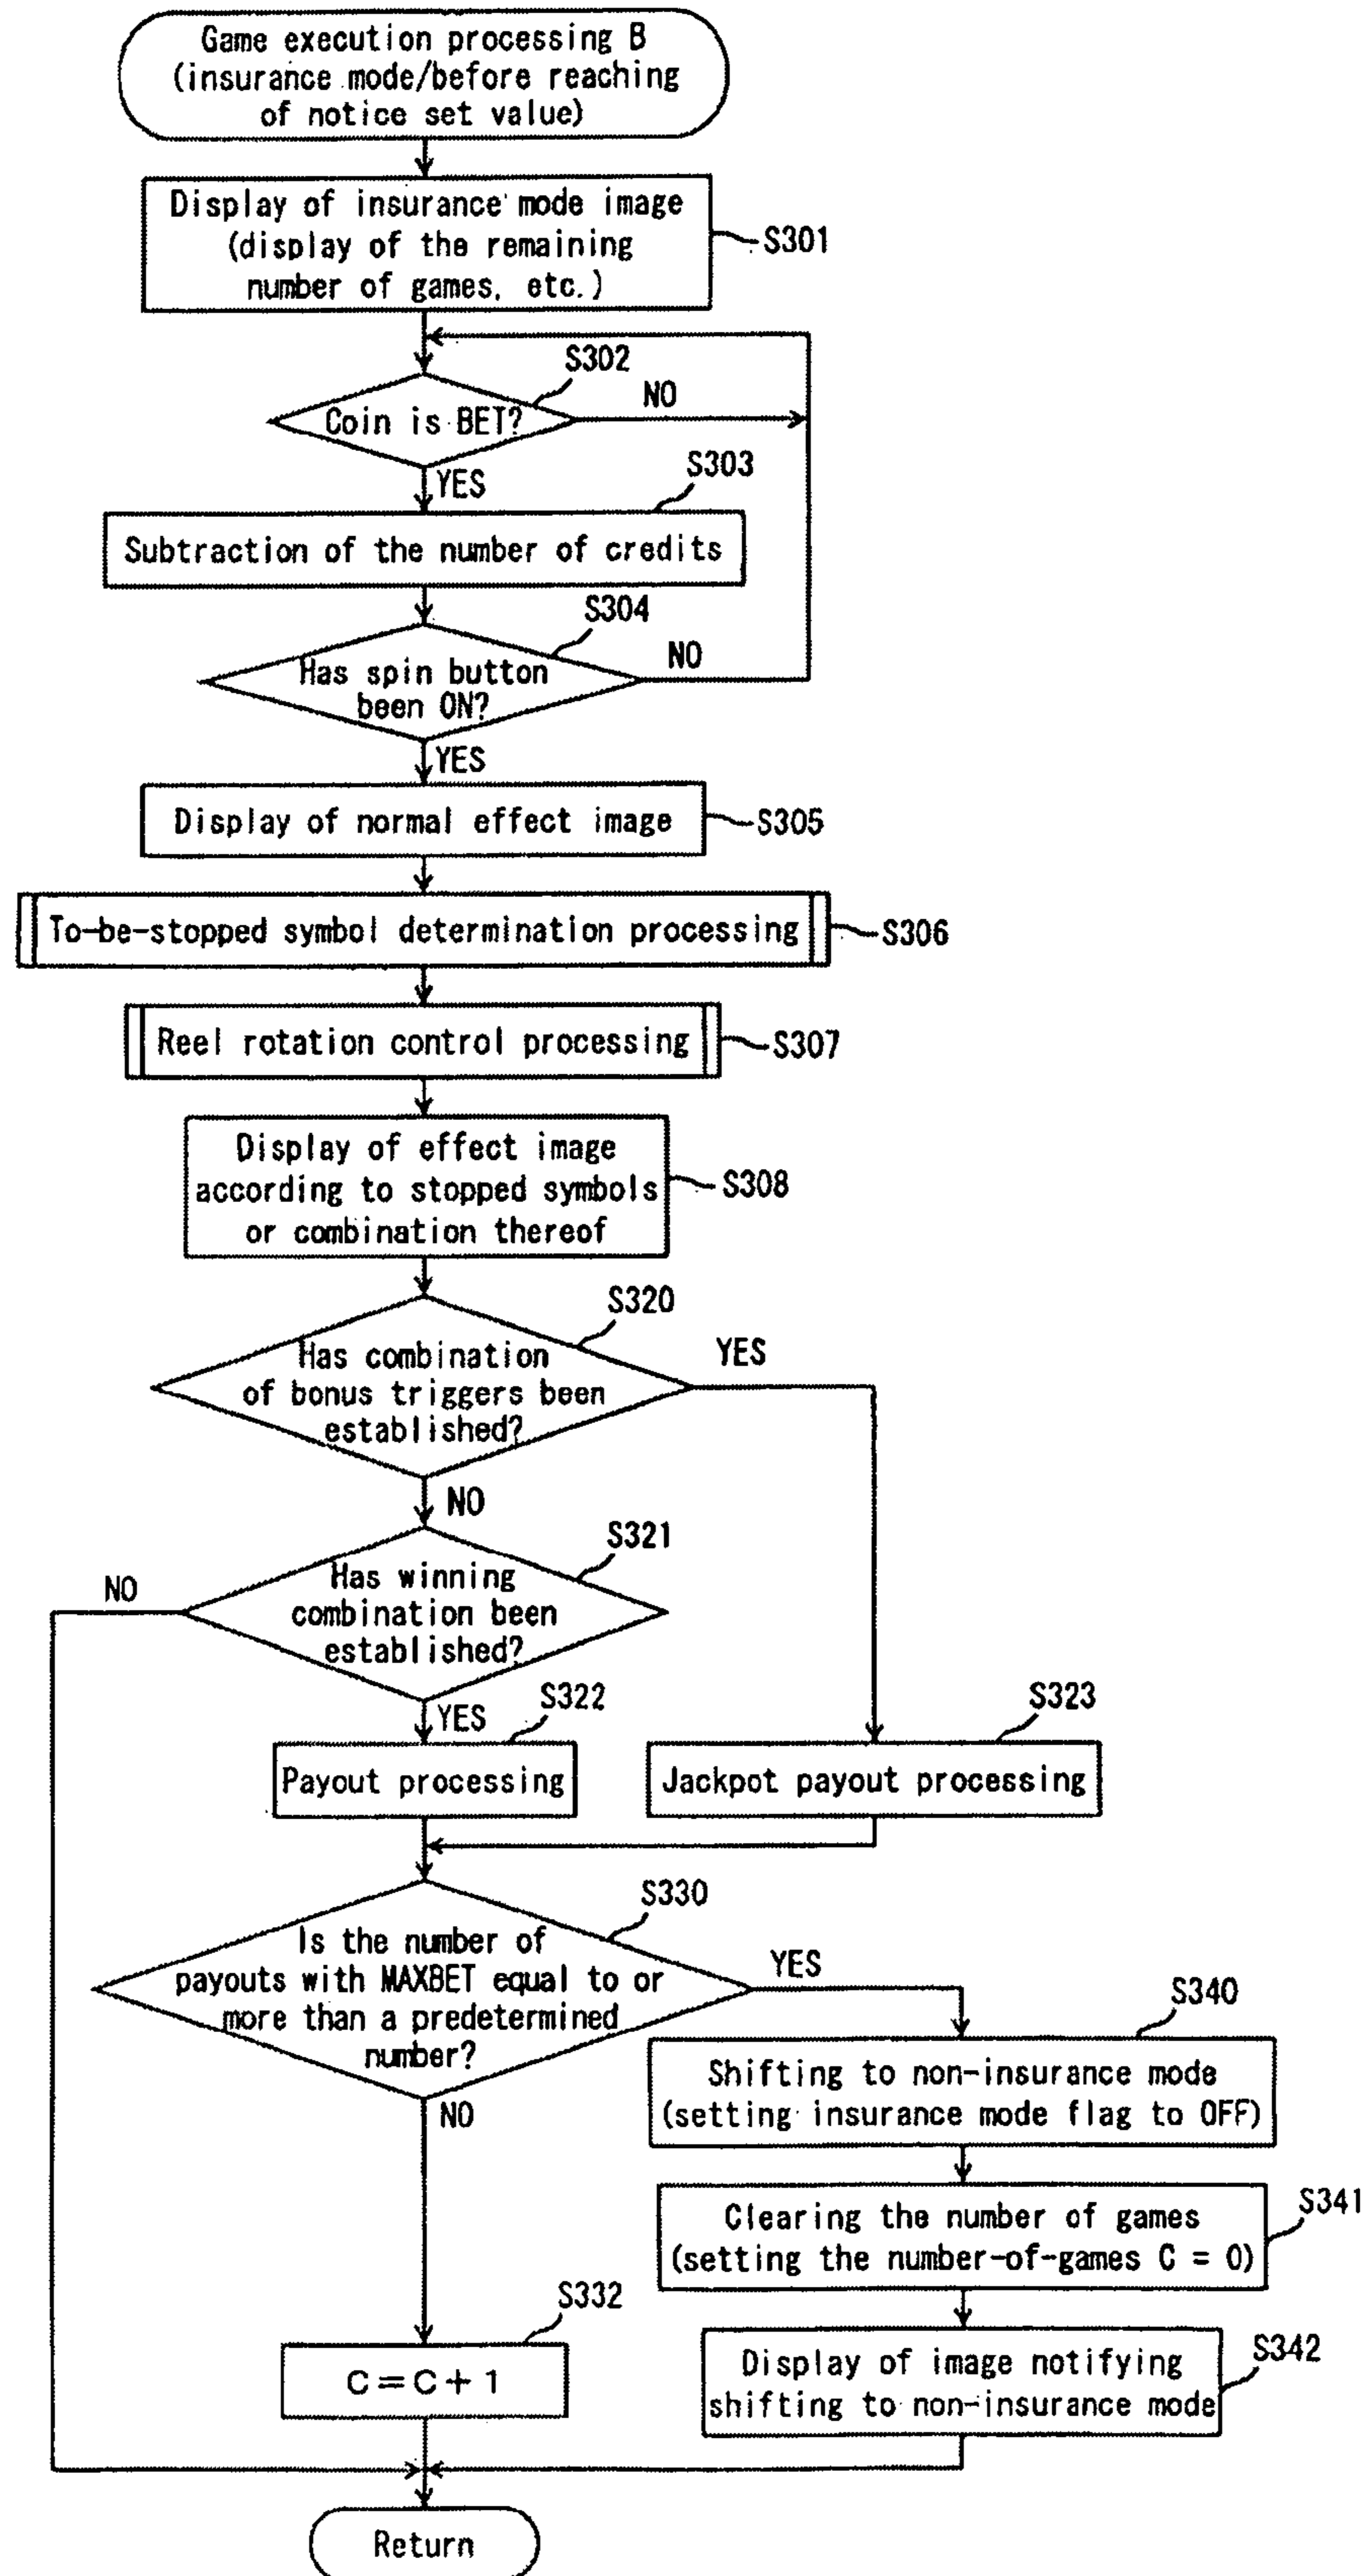 Game execution processing B
(insurance mode/before reaching
of notice set value)
Display of insurance mode image
(display of the remaining
number of games, etc.)
S301
S302
Coin is BET?
NO
YES
S303
Subtraction of the number of credits
S304
Has spin button
been ON?
NO
YES
Display of normal effect image
S305
To-be-stopped symbol determination processing
S306
Reel rotation control processing
S307
Display of effect image
according to stopped symbols
or combination thereof
S308
S320
Has combination
of bonus triggers been
established?
YES
NO
S321
Has winning
combination been
established?
NO
YES
S322
Payout processing
S323
Jackpot payout processing
S330
Is the number of
payouts with MAXBET equal to or
more than a predetermined
number?
YES
NO
S340
Shifting to non-insurance mode
(setting insurance mode flag to OFF)
S341
Clearing the number of games
(setting the number-of-games C = 0)
S332
C = C + 1
S342
Display of image notifying
shifting to non-insurance mode
Return